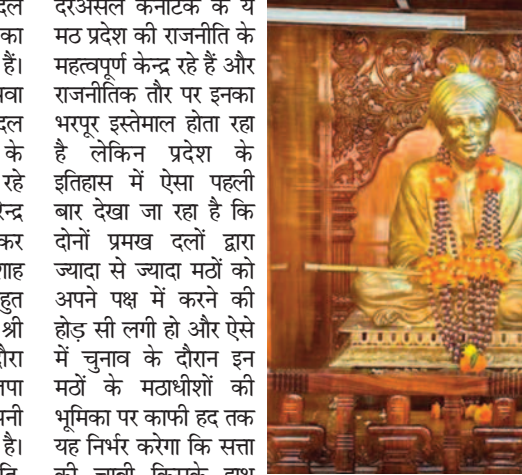 दल
का
हैं।
दल
के
रहे
कर
शाह
हुत
श्री
दौरा
है।
दरअसल कर्नाटक के ये
मठ प्रदेश की राजनीति के
महत्वपूर्ण केन्द्र रहे हैं और
राजनीतिक तौर पर इनका
भरपूर इस्तेमाल होता रहा
है लेकिन प्रदेश के
इतिहास में ऐसा पहली
बार देखा जा रहा है कि
दोनों प्रमख दलों द्वारा
ज्यादा से ज्यादा मठों को
अपने पक्ष में करने की
होड़ सी लगी हो और ऐसे
में चुनाव के दौरान इन
मठों के मठाधीशों की
भूमिका पर काफी हद तक
यह निर्भर करेगा कि सत्ता
की चाबी किसके हाथ